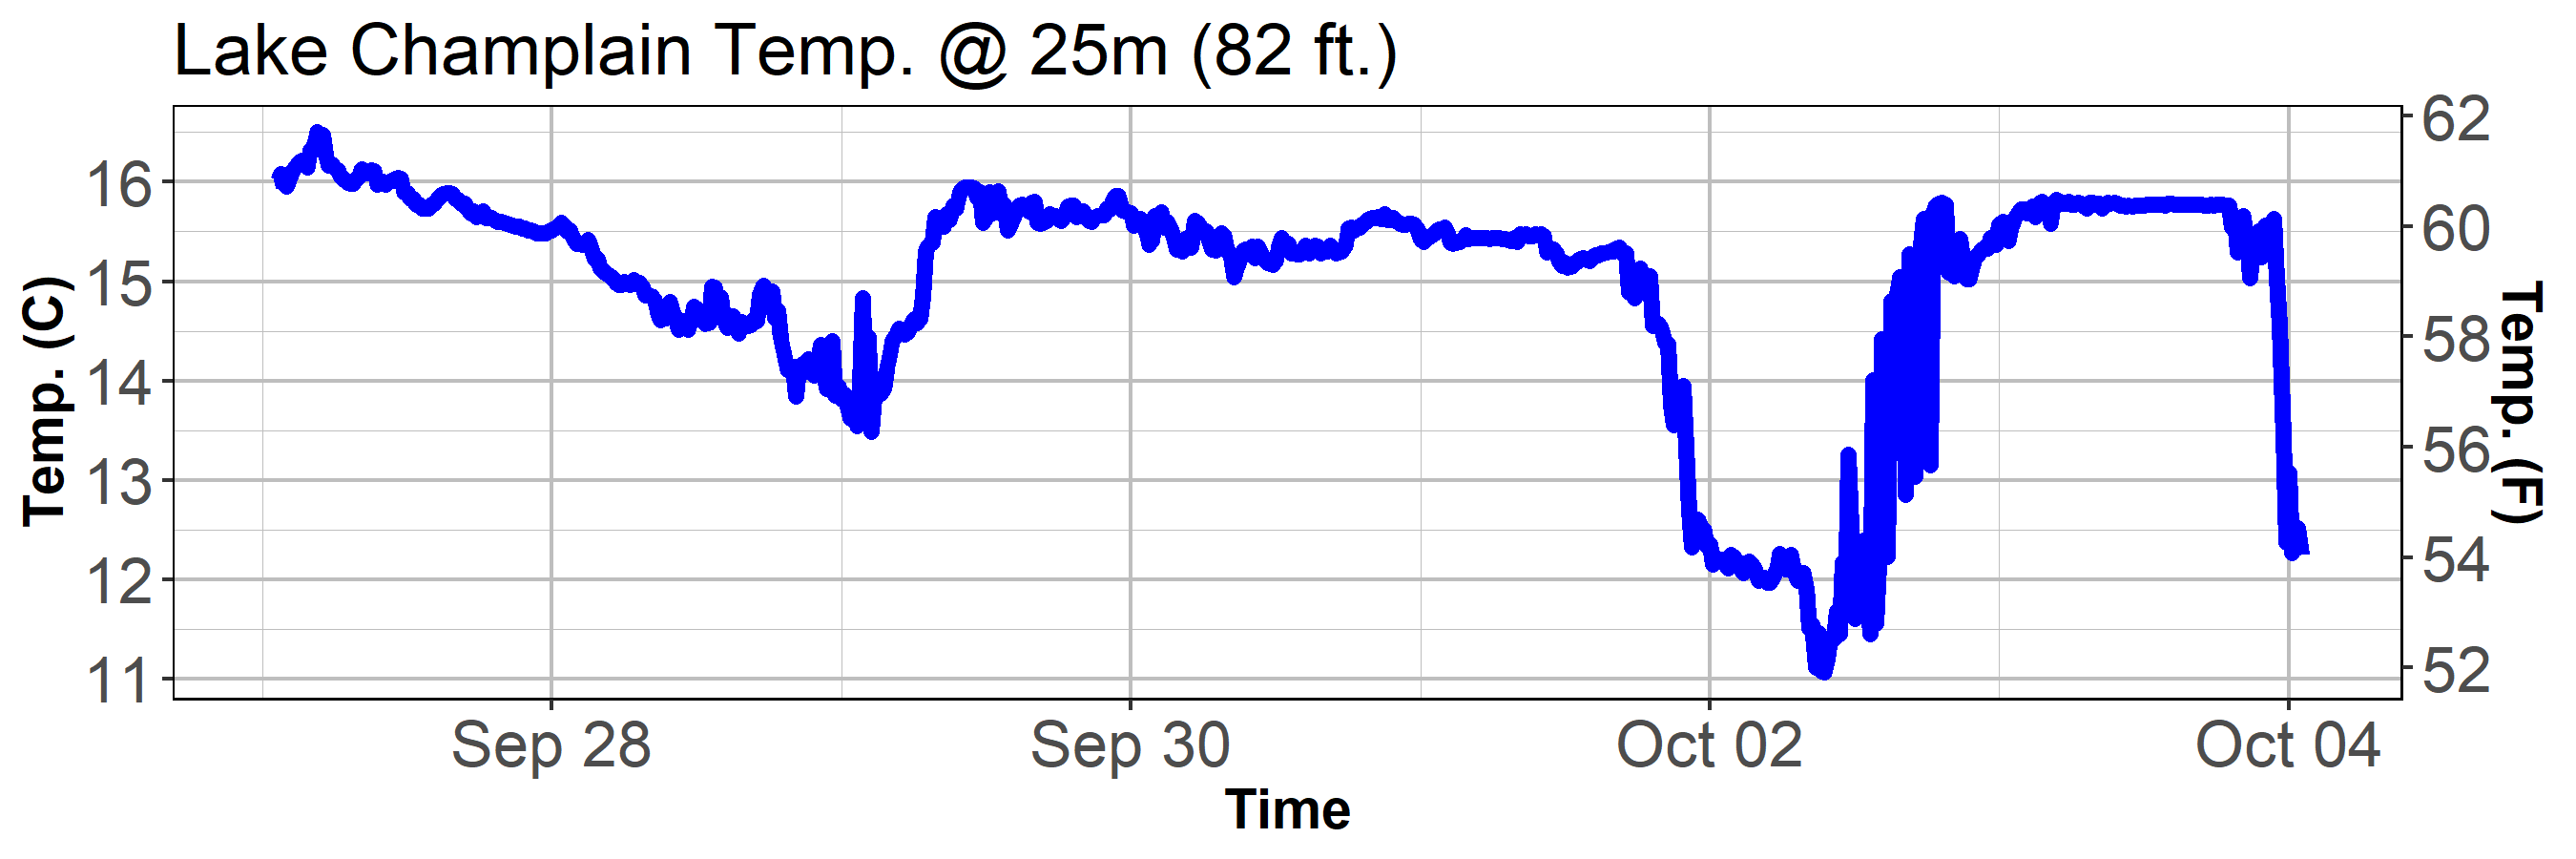 Lake Champlain Temp. @ 25m (82 ft.)
Temp. (C)
16
15
14
13
12
11
62
60
58
56
54
52
Temp. (F)
Sep 28
Sep 30
Oct 02
Oct 04
Time